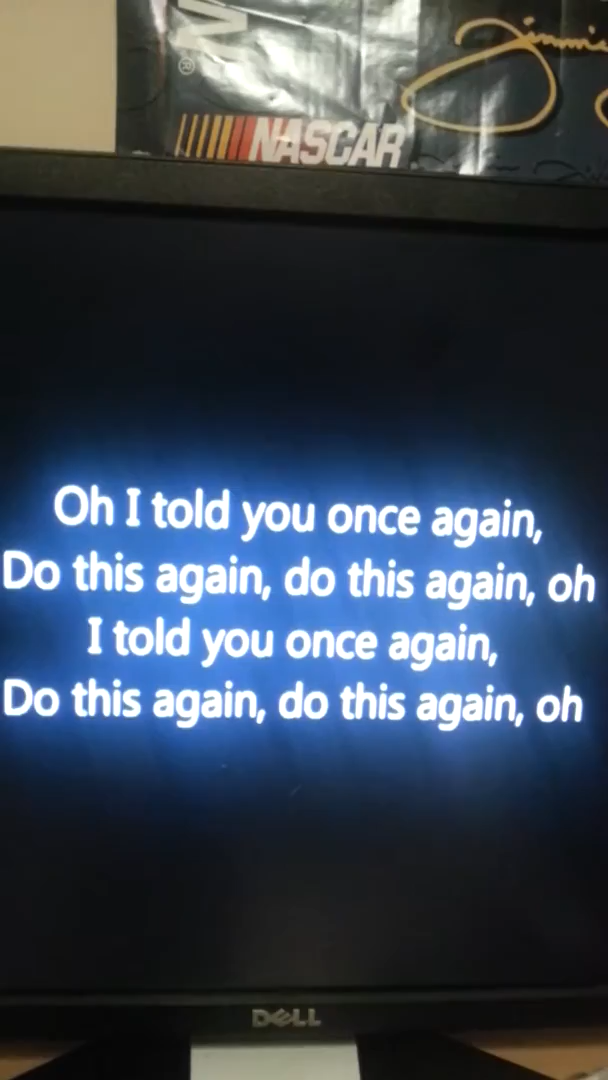 N
®
NASCAR
Jimmie
Oh I told you once again,
Do this again, do this again, oh
I told you once again,
Do this again, do this again, oh
DELL